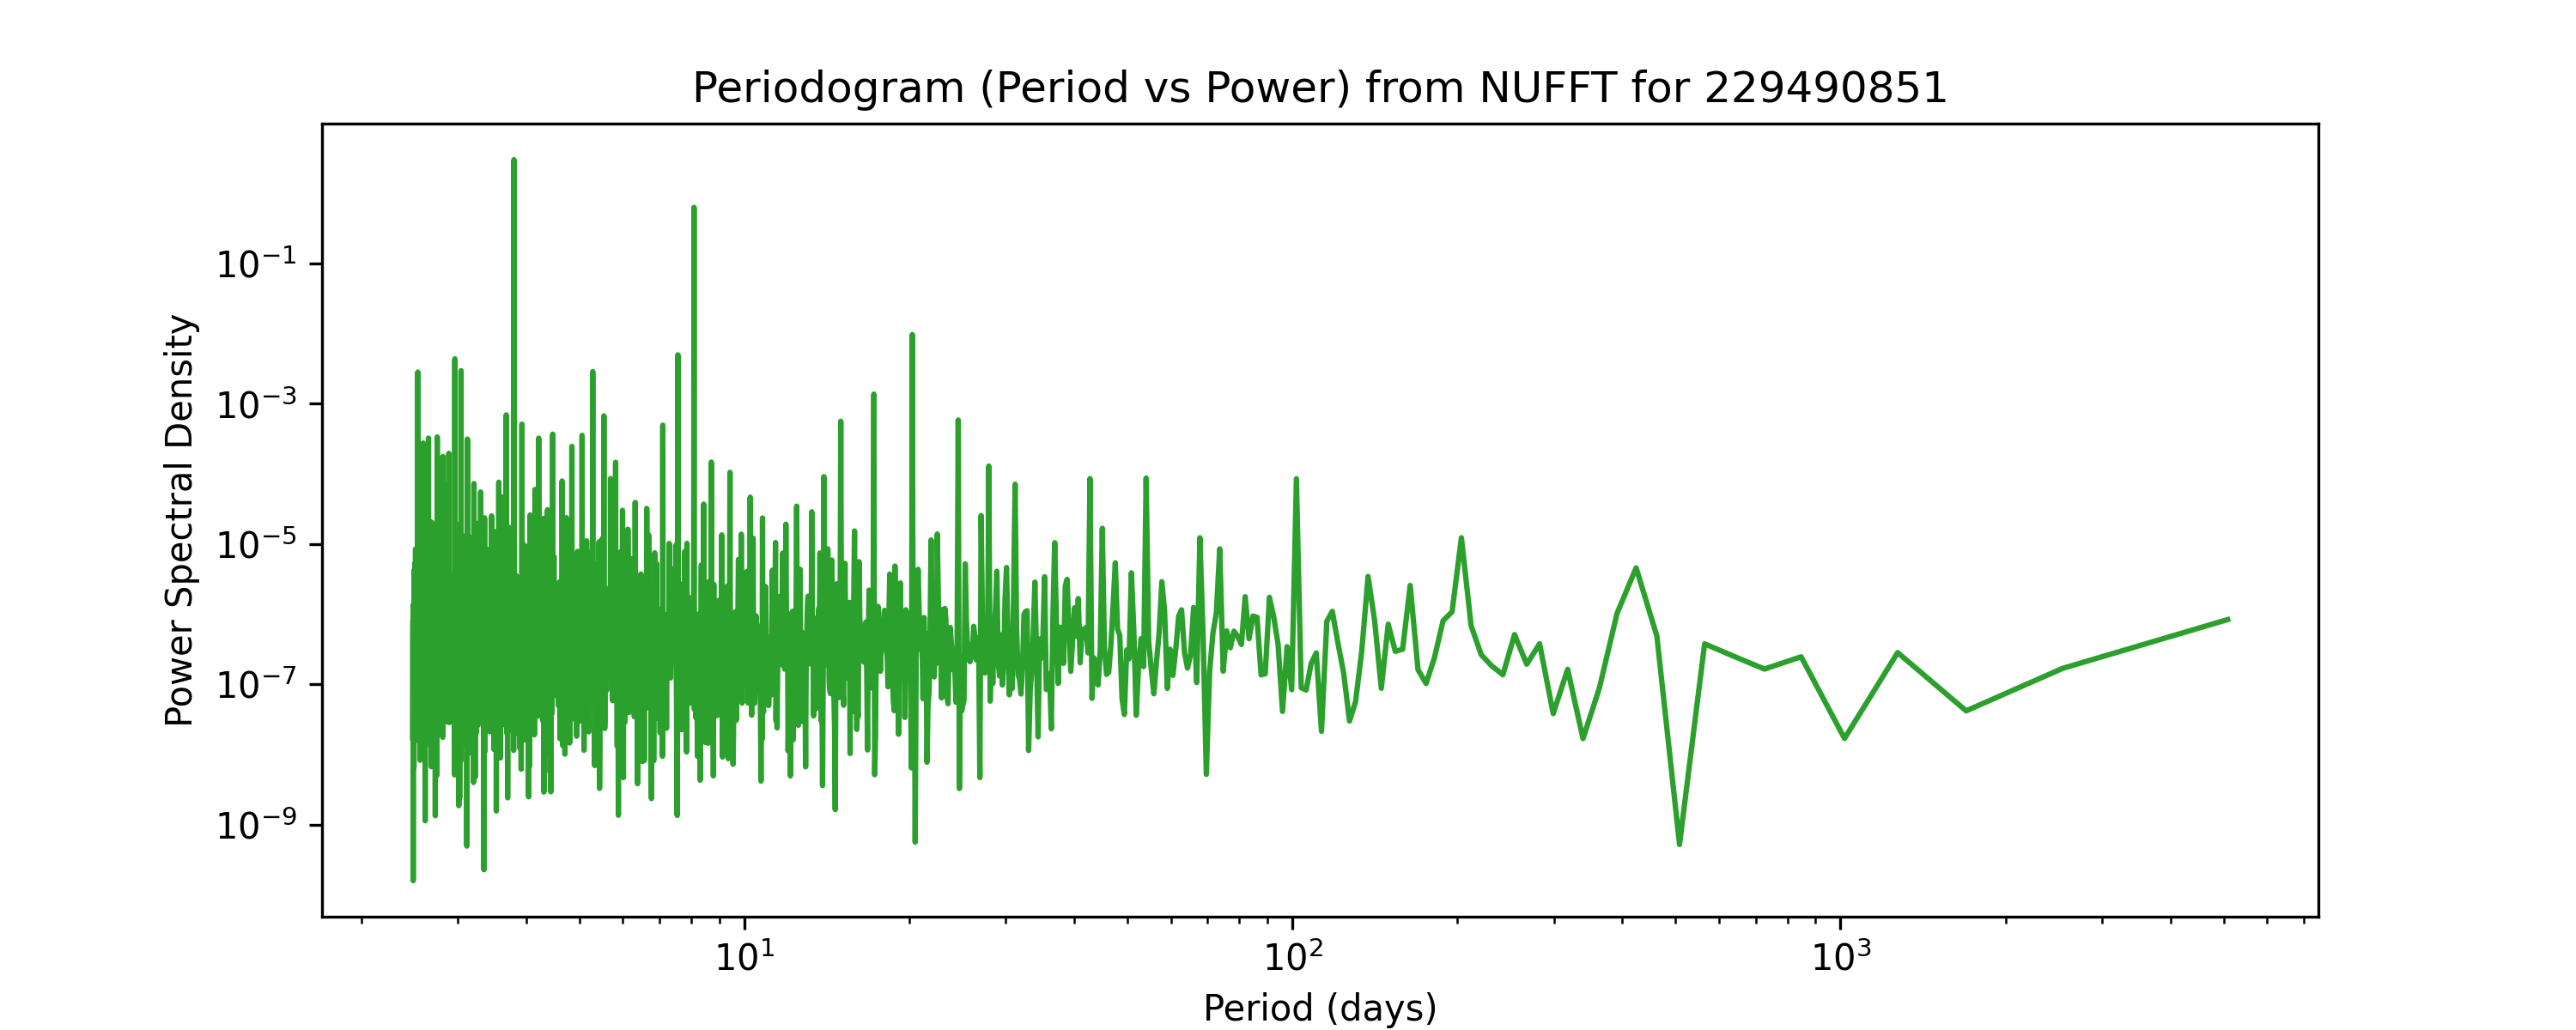 Periodogram (Period vs Power) from NUFFT for 229490851
Power Spectral Density
10⁻¹
10⁻³
10⁻⁵
10⁻⁷
10⁻⁹
10¹ 10² 10³
Period (days)